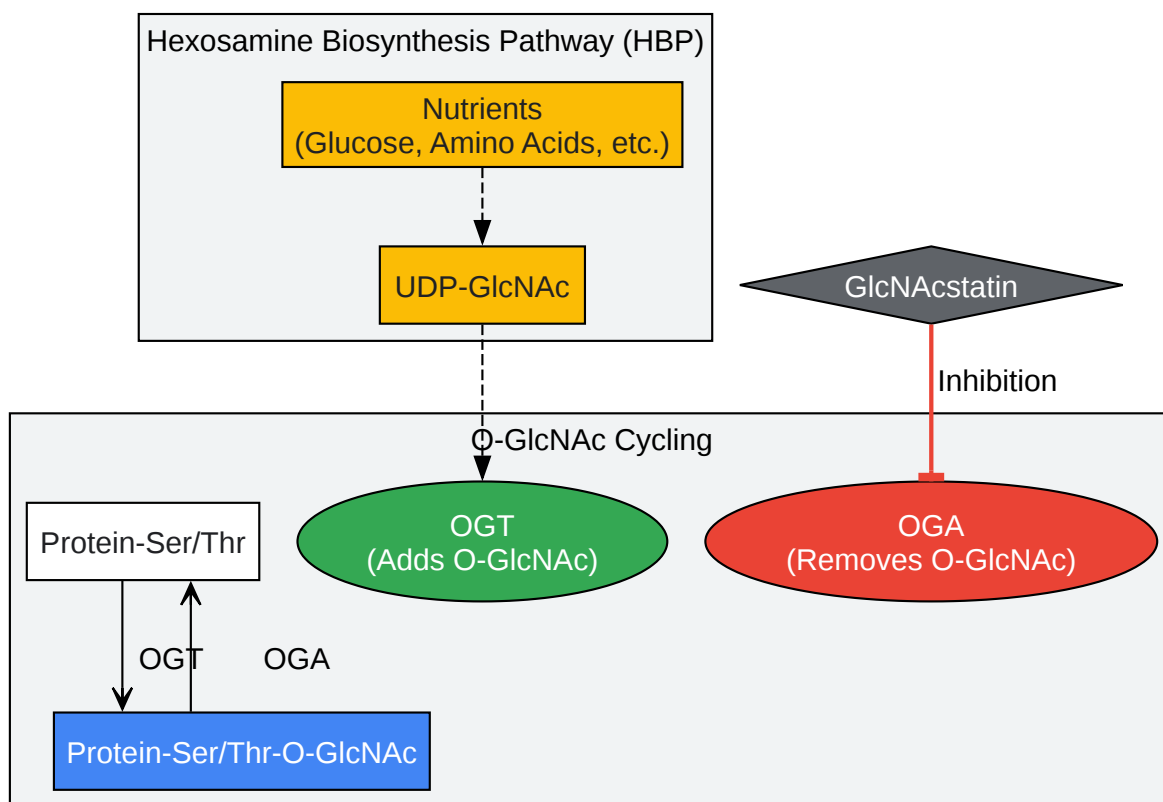 Hexosamine Biosynthesis Pathway (HBP)
Nutrients
(Glucose, Amino Acids, etc.)
UDP-GlcNAc
GlcNAcstatin
Inhibition
O-GlcNAc Cycling
Protein-Ser/Thr
OGT
(Adds O-GlcNAc)
OGA
(Removes O-GlcNAc)
OGT
OGA
Protein-Ser/Thr-O-GlcNAc